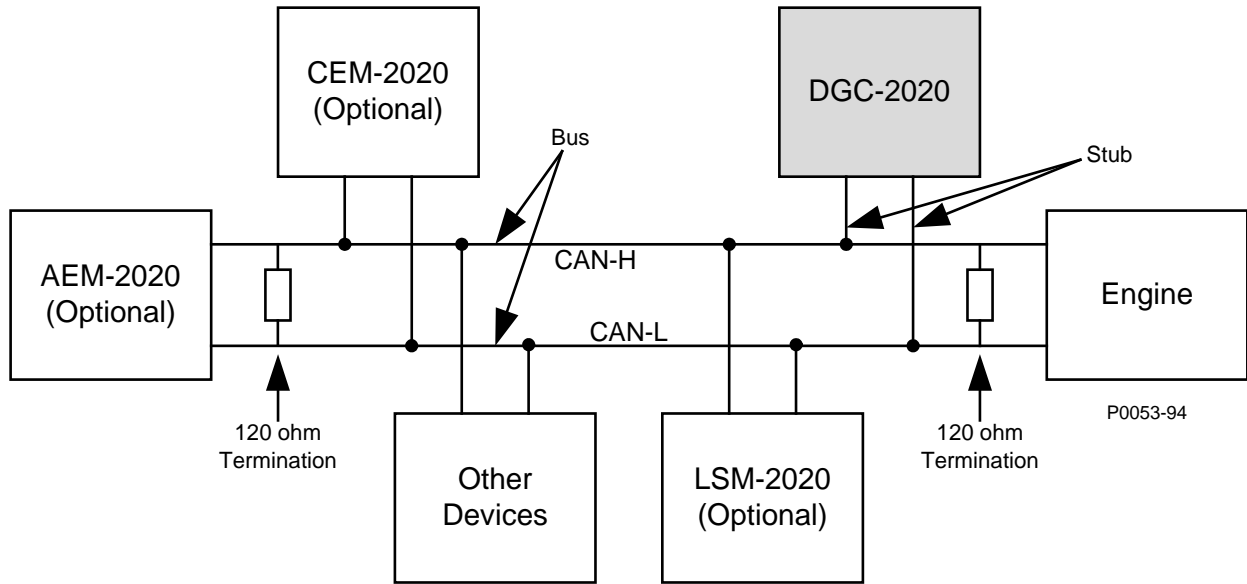 CEM-2020
(Optional)
DGC-2020
Bus
Stub
AEM-2020
(Optional)
CAN-H
Engine
CAN-L
P0053-94
120 ohm
Termination
120 ohm
Termination
Other
Devices
LSM-2020
(Optional)